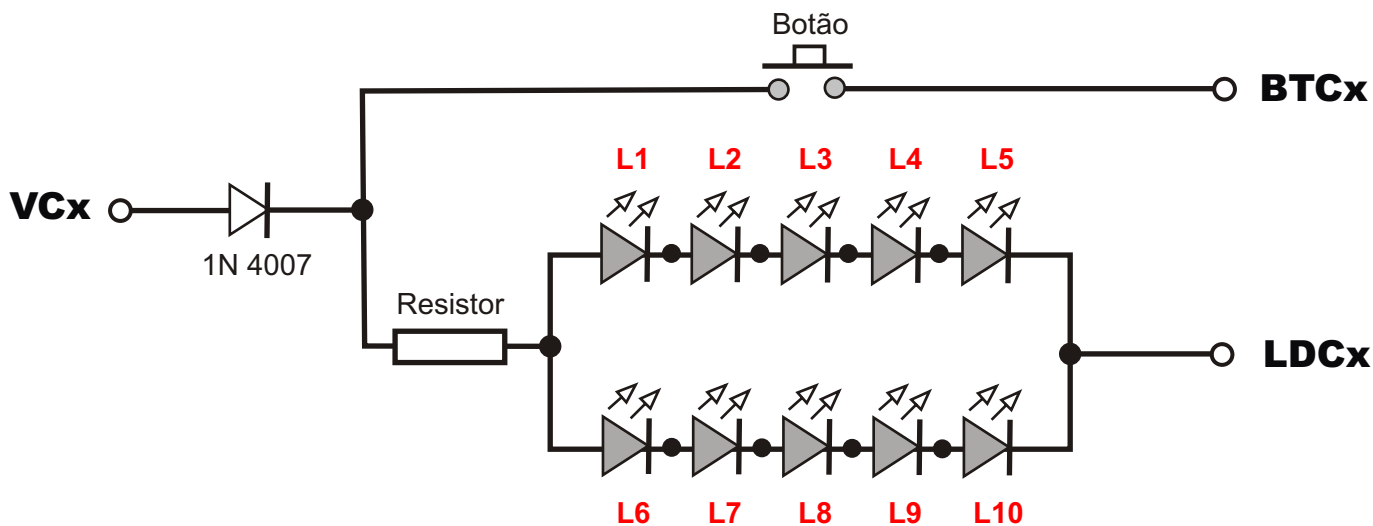 Botão
BTCx
L1 L2 L3 L4 L5
VCx
1N 4007
Resistor
LDCx
L6 L7 L8 L9 L10